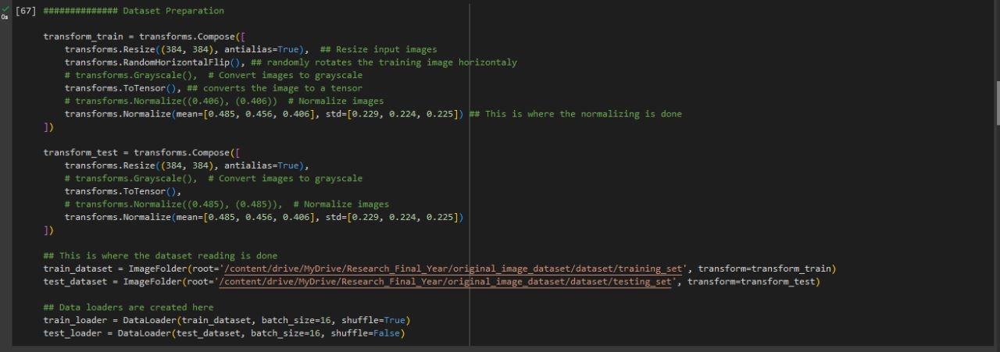 [67] ############## Dataset Preparation
0s
transform_train = transforms.Compose([
    transforms.Resize((384, 384), antialias=True),  ## Resize input images
    transforms.RandomHorizontalFlip(), ## randomly rotates the training image horizontaly
    # transforms.Grayscale(),  # Convert images to grayscale
    transforms.ToTensor(), ## converts the image to a tensor
    # transforms.Normalize((0.406), (0.406))  # Normalize images
    transforms.Normalize(mean=[0.485, 0.456, 0.406], std=[0.229, 0.224, 0.225]) ## This is where the normalizing is done
])
transform_test = transforms.Compose([
    transforms.Resize((384, 384), antialias=True),
    # transforms.Grayscale(),  # Convert images to grayscale
    transforms.ToTensor(),
    # transforms.Normalize((0.485), (0.485)),  # Normalize images
    transforms.Normalize(mean=[0.485, 0.456, 0.406], std=[0.229, 0.224, 0.225])
])
## This is where the dataset reading is done
train_dataset = ImageFolder(root='/content/drive/MyDrive/Research_Final_Year/original_image_dataset/dataset/training_set', transform=transform_train)
test_dataset = ImageFolder(root='/content/drive/MyDrive/Research_Final_Year/original_image_dataset/dataset/testing_set', transform=transform_test)
## Data loaders are created here
train_loader = DataLoader(train_dataset, batch_size=16, shuffle=True)
test_loader = DataLoader(test_dataset, batch_size=16, shuffle=False)